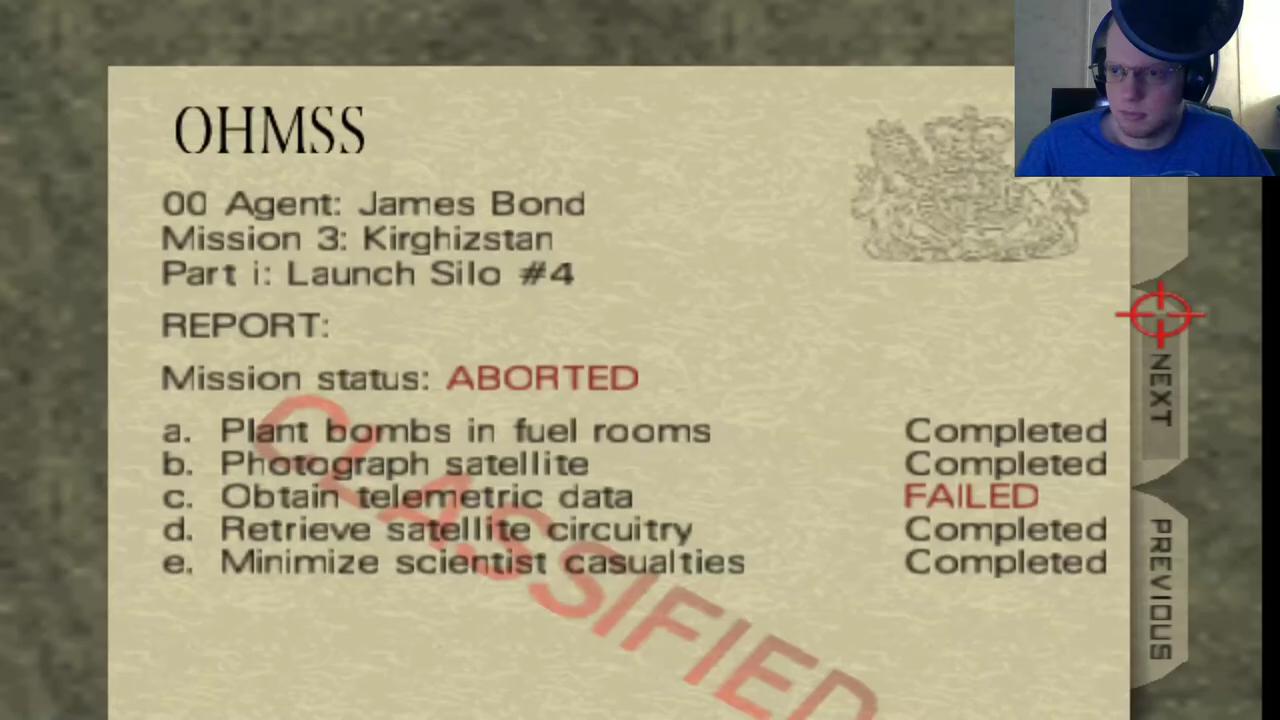 OHMSS
00 Agent: James Bond
Mission 3: Kirghizstan
Part i: Launch Silo #4
REPORT:
Mission status: ABORTED
a. Plant bombs in fuel rooms Completed
b. Photograph satellite Completed
c. Obtain telemetric data FAILED
d. Retrieve satellite circuitry Completed
e. Minimize scientist casualties Completed
CLASSIFIED
NEXT
PREVIOUS